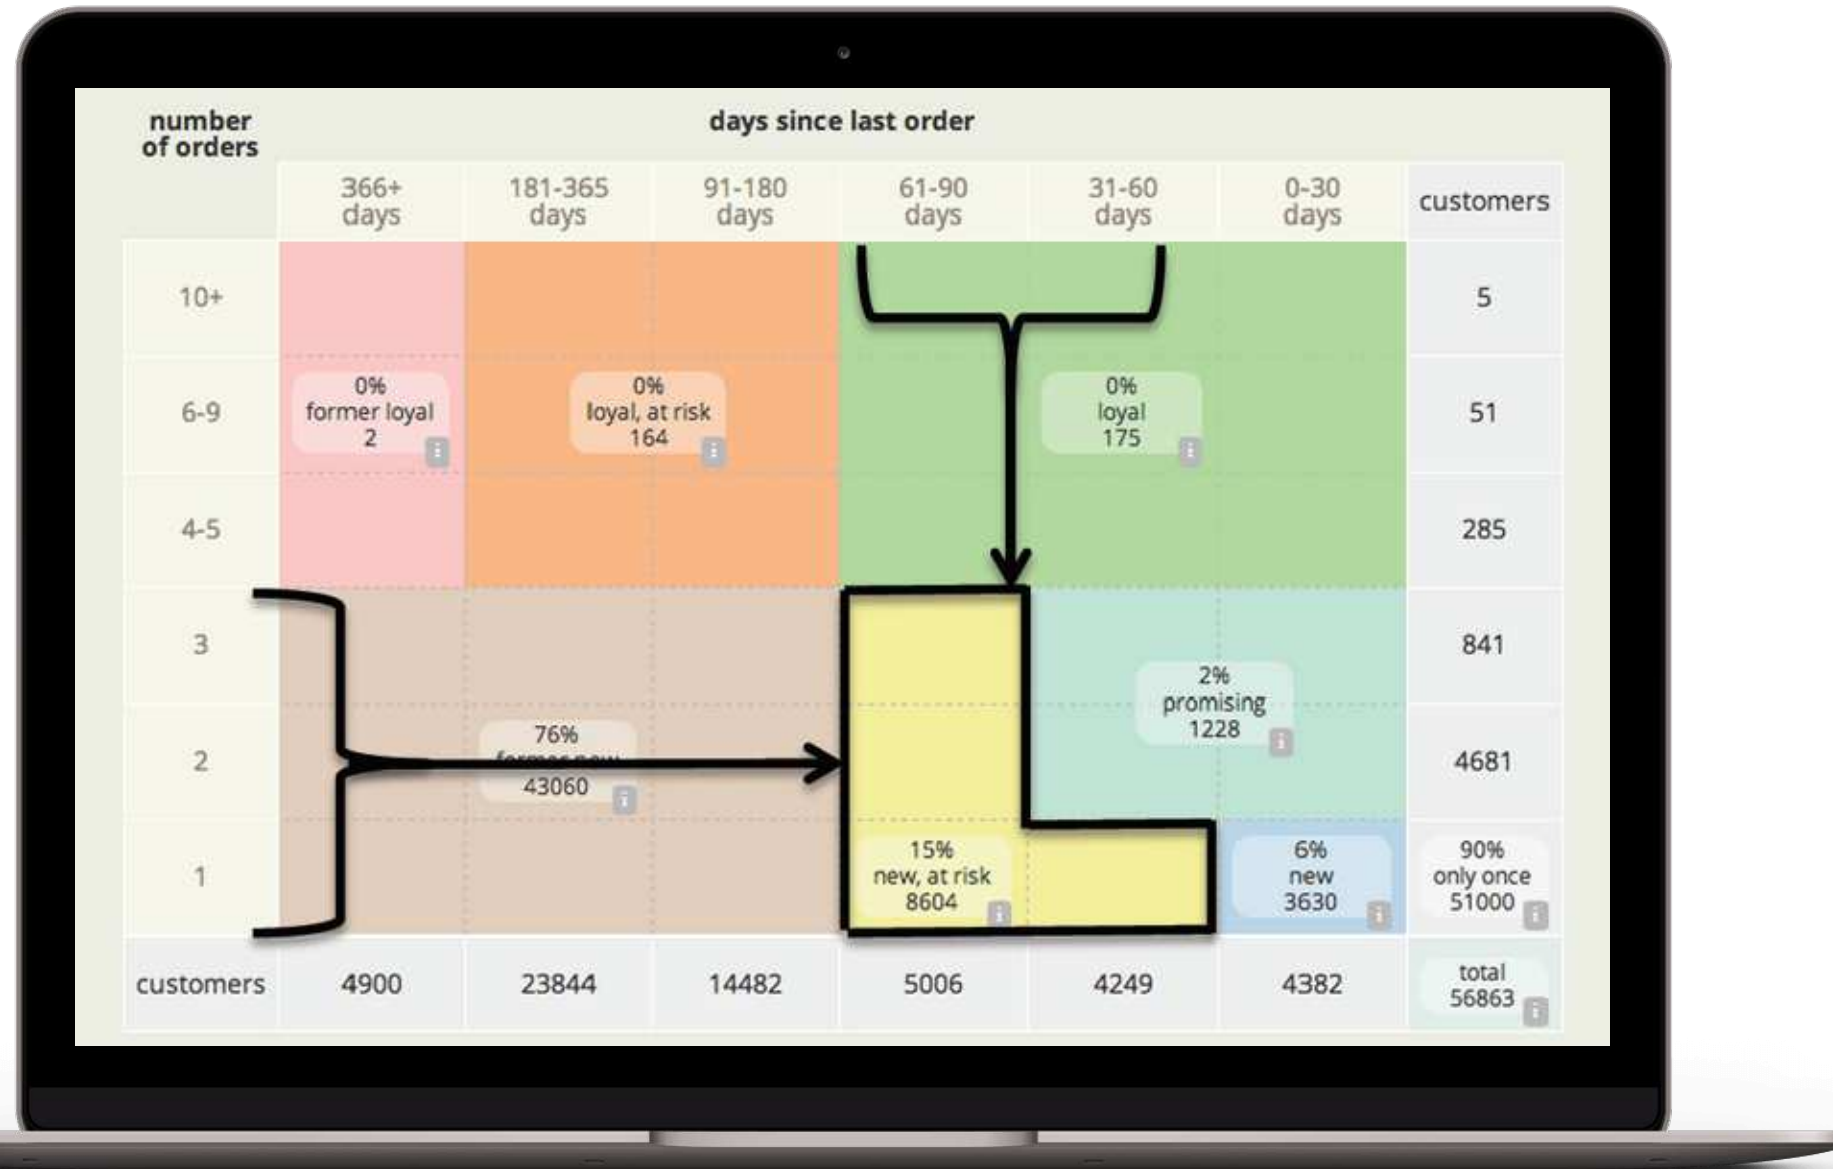 number
of orders
days since last order
366+
days
181-365
days
91-180
days
61-90
days
31-60
days
0-30
days
customers
10+
5
6-9
0%
former loyal
2
0%
loyal, at risk
164
0%
loyal
175
51
4-5
285
3
841
2%
promising
1228
2
76%
former new
43060
4681
1
15%
new, at risk
8604
6%
new
3630
90%
only once
51000
customers
4900
23844
14482
5006
4249
4382
total
56863